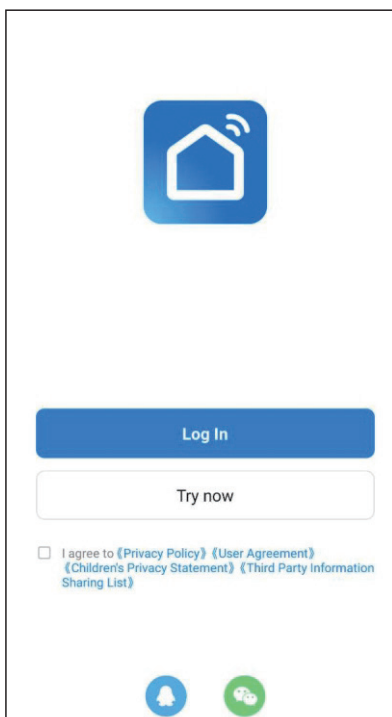 Log In
Try now
I agree to 《Privacy Policy》 《User Agreement》
《Children's Privacy Statement》 《Third Party Information
Sharing List》